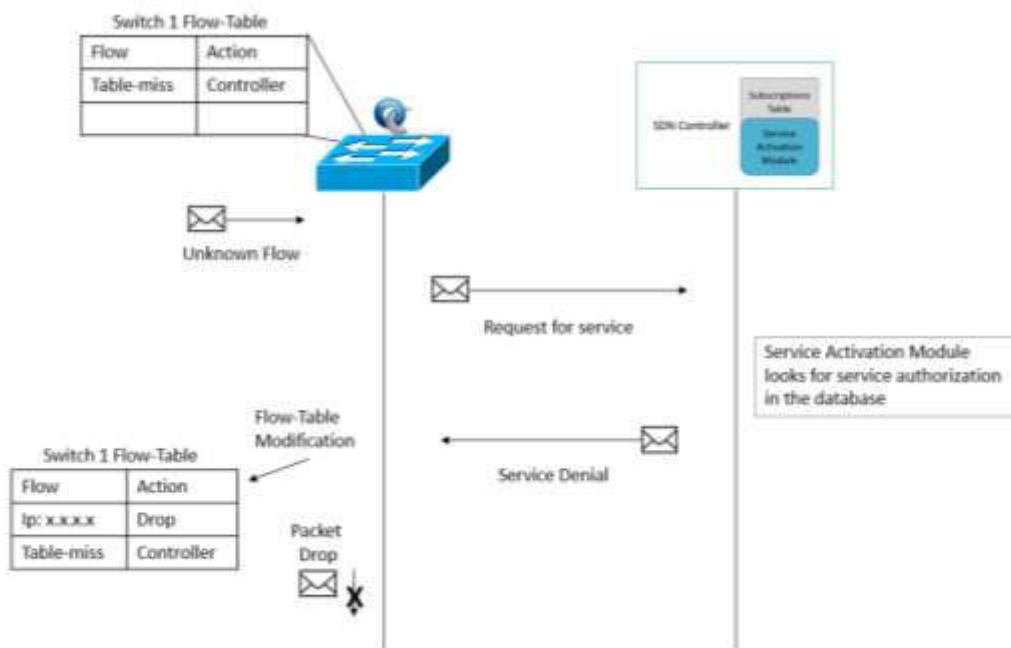 Switch 1 Flow-Table
Flow Action
Table-miss Controller
SDN Controller
Subscriptions
Table
Service
Activation
Module
Unknown Flow
Request for service
Service Activation Module
looks for service authorization
in the database
Flow-Table
Modification
Service Denial
Switch 1 Flow-Table
Flow Action
Ip: x.x.x.x Drop
Table-miss Controller
Packet
Drop
X